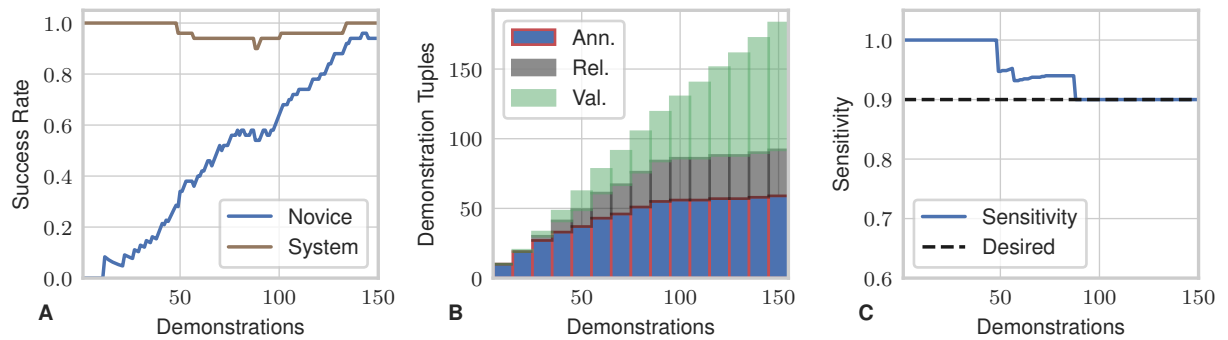 1.0
0.8
0.6
0.4
0.2
0.0
Success Rate
Novice
System
50
100
150
Demonstrations
A
150
100
50
0
Demonstration Tuples
Ann.
Rel.
Val.
50
100
150
Demonstrations
B
1.0
0.9
0.8
0.7
0.6
Sensitivity
Sensitivity
Desired
50
100
150
Demonstrations
C